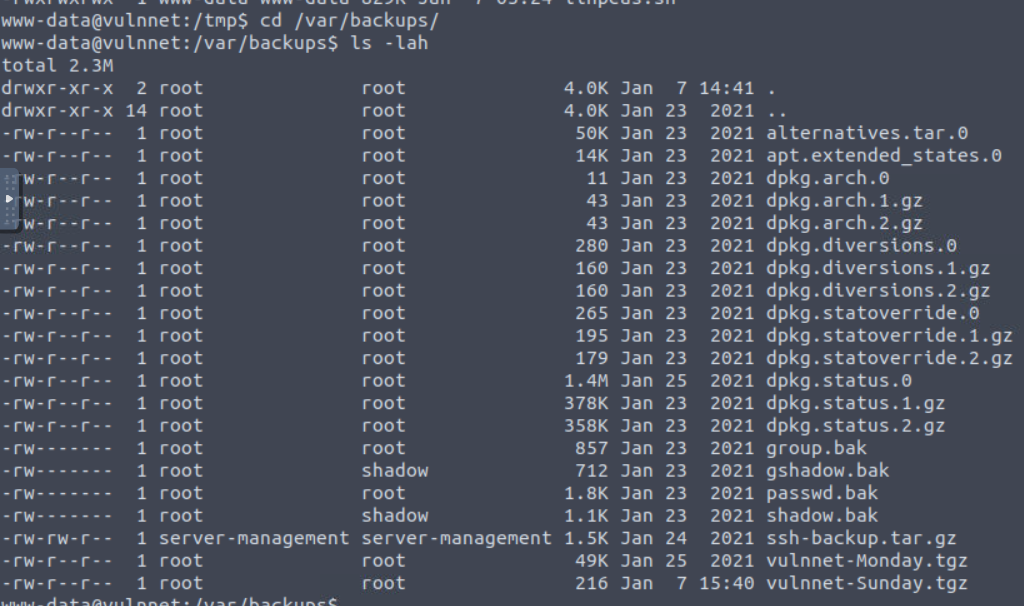 -rwxrwxrwx  1 www-data www-data 829K Jan  7 05:24 linpeas.sh
www-data@vulnnet:/tmp$ cd /var/backups/
www-data@vulnnet:/var/backups$ ls -lah
total 2.3M
drwxr-xr-x  2 root              root              4.0K Jan  7 14:41 .
drwxr-xr-x 14 root              root              4.0K Jan 23  2021 ..
-rw-r--r--  1 root              root               50K Jan 23  2021 alternatives.tar.0
-rw-r--r--  1 root              root               14K Jan 23  2021 apt.extended_states.0
-rw-r--r--  1 root              root                11 Jan 23  2021 dpkg.arch.0
-rw-r--r--  1 root              root                43 Jan 23  2021 dpkg.arch.1.gz
-rw-r--r--  1 root              root                43 Jan 23  2021 dpkg.arch.2.gz
-rw-r--r--  1 root              root               280 Jan 23  2021 dpkg.diversions.0
-rw-r--r--  1 root              root               160 Jan 23  2021 dpkg.diversions.1.gz
-rw-r--r--  1 root              root               160 Jan 23  2021 dpkg.diversions.2.gz
-rw-r--r--  1 root              root               265 Jan 23  2021 dpkg.statoverride.0
-rw-r--r--  1 root              root               195 Jan 23  2021 dpkg.statoverride.1.gz
-rw-r--r--  1 root              root               179 Jan 23  2021 dpkg.statoverride.2.gz
-rw-r--r--  1 root              root              1.4M Jan 25  2021 dpkg.status.0
-rw-r--r--  1 root              root              378K Jan 23  2021 dpkg.status.1.gz
-rw-r--r--  1 root              root              358K Jan 23  2021 dpkg.status.2.gz
-rw-------  1 root              root               857 Jan 23  2021 group.bak
-rw-------  1 root              shadow             712 Jan 23  2021 gshadow.bak
-rw-------  1 root              root              1.8K Jan 23  2021 passwd.bak
-rw-------  1 root              shadow            1.1K Jan 23  2021 shadow.bak
-rw-rw-r--  1 server-management server-management 1.5K Jan 24  2021 ssh-backup.tar.gz
-rw-r--r--  1 root              root               49K Jan 25  2021 vulnnet-Monday.tgz
-rw-r--r--  1 root              root               216 Jan  7 15:40 vulnnet-Sunday.tgz
www-data@vulnnet:/var/backups$